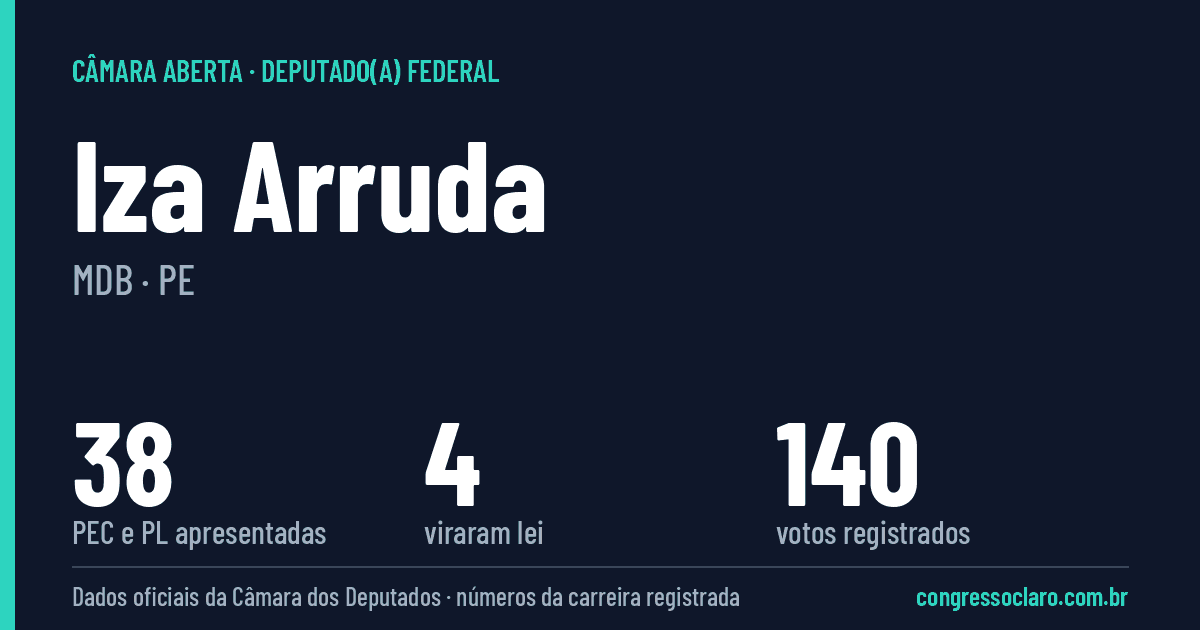 CÂMARA ABERTA · DEPUTADO(A) FEDERAL
Iza Arruda
MDB · PE
38 4 140
PEC e PL apresentadas viraram lei votos registrados
Dados oficiais da Câmara dos Deputados · números da carreira registrada congressoclaro.com.br